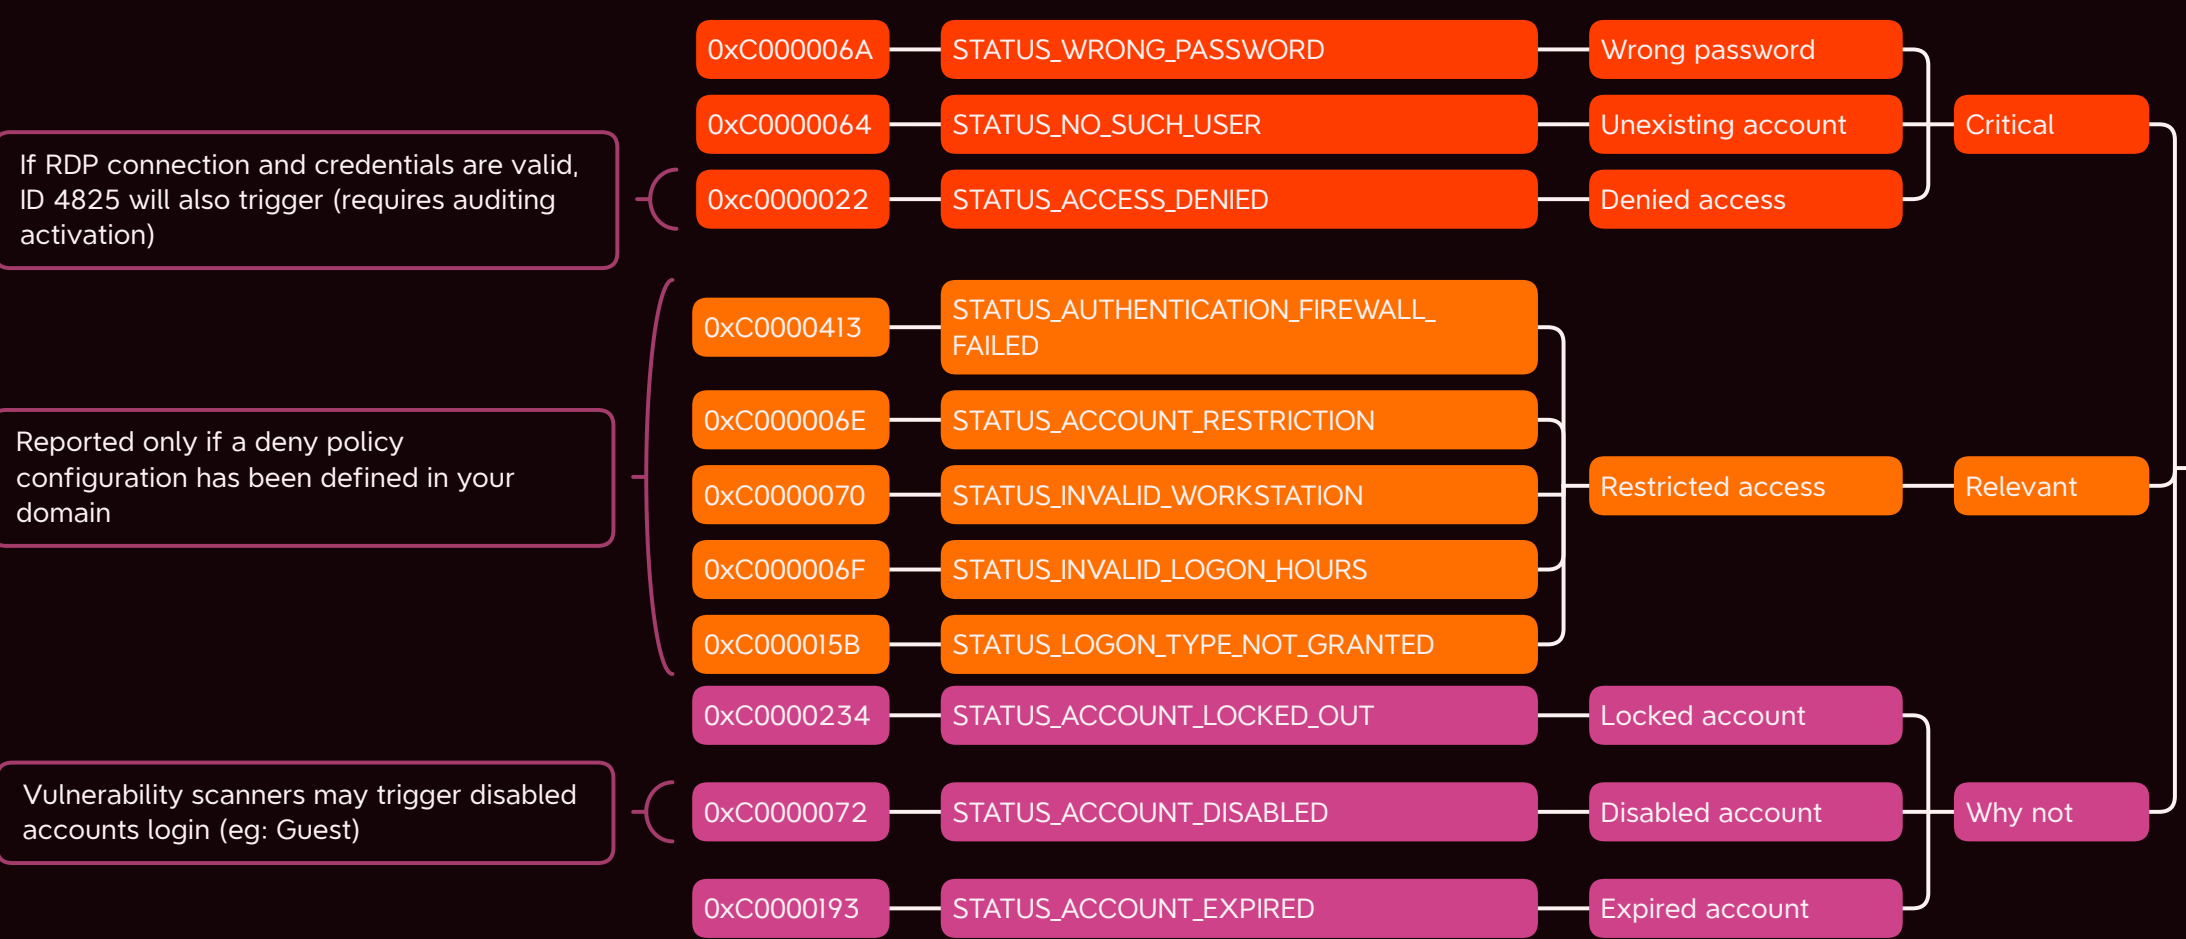 0xC000006A STATUS_WRONG_PASSWORD Wrong password
0xC0000064 STATUS_NO_SUCH_USER Unexisting account Critical
If RDP connection and credentials are valid,
ID 4825 will also trigger (requires auditing
activation)
0xc0000022 STATUS_ACCESS_DENIED Denied access
0xC0000413 STATUS_AUTHENTICATION_FIREWALL_
FAILED
Reported only if a deny policy
configuration has been defined in your
domain
0xC000006E STATUS_ACCOUNT_RESTRICTION
0xC0000070 STATUS_INVALID_WORKSTATION Restricted access Relevant
0xC000006F STATUS_INVALID_LOGON_HOURS
0xC000015B STATUS_LOGON_TYPE_NOT_GRANTED
0xC0000234 STATUS_ACCOUNT_LOCKED_OUT Locked account
Vulnerability scanners may trigger disabled
accounts login (eg: Guest)
0xC0000072 STATUS_ACCOUNT_DISABLED Disabled account Why not
0xC0000193 STATUS_ACCOUNT_EXPIRED Expired account